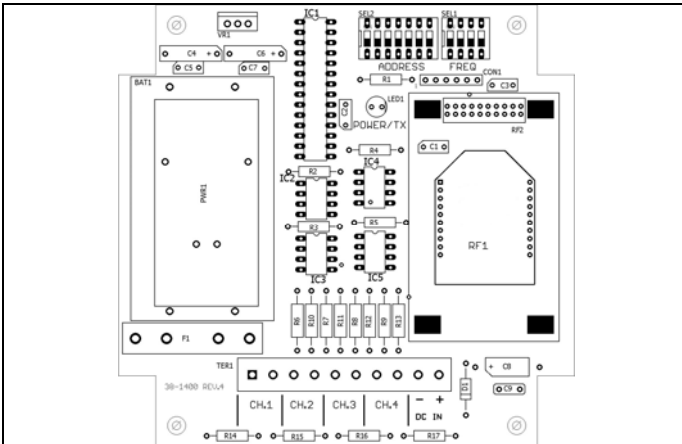 IC1
SEL2
SEL1
VR1
C4 +
C6 +
C5
C7
ADDRESS
FREQ
R1
CON1
C3
BAT1
LED1
C2
POWER/TX
RF2
C1
R4
IC4
R2
IC2
PWR1
R5
R3
RF1
IC3
IC5
R6
R10
R7
R11
R8
R12
R9
R13
F1
TER1
+ C8
D1
C9
38-1400 REV.4
CH.1
CH.2
CH.3
CH.4
- +
DC IN
R14
R15
R16
R17